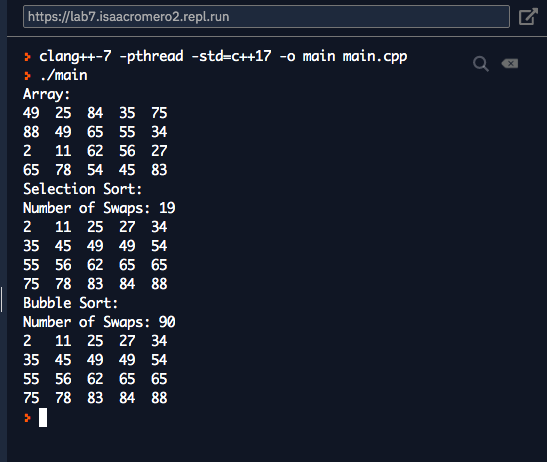 https://lab7.isaacromero2.repl.run
> clang++-7 -pthread -std=c++17 -o main main.cpp
> ./main
Array:
49  25  84  35  75
88  49  65  55  34
2   11  62  56  27
65  78  54  45  83
Selection Sort:
Number of Swaps: 19
2   11  25  27  34
35  45  49  49  54
55  56  62  65  65
75  78  83  84  88
Bubble Sort:
Number of Swaps: 90
2   11  25  27  34
35  45  49  49  54
55  56  62  65  65
75  78  83  84  88
>